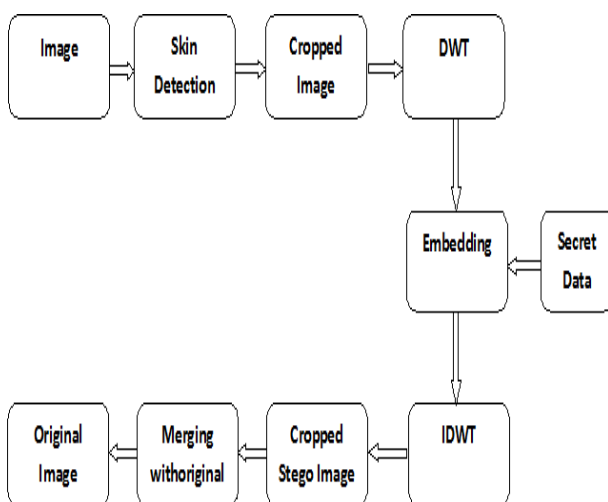 Image
Skin
Detection
Cropped
Image
DWT
Embedding
Secret
Data
Original
Image
Merging
withoriginal
Cropped
Stego Image
IDWT